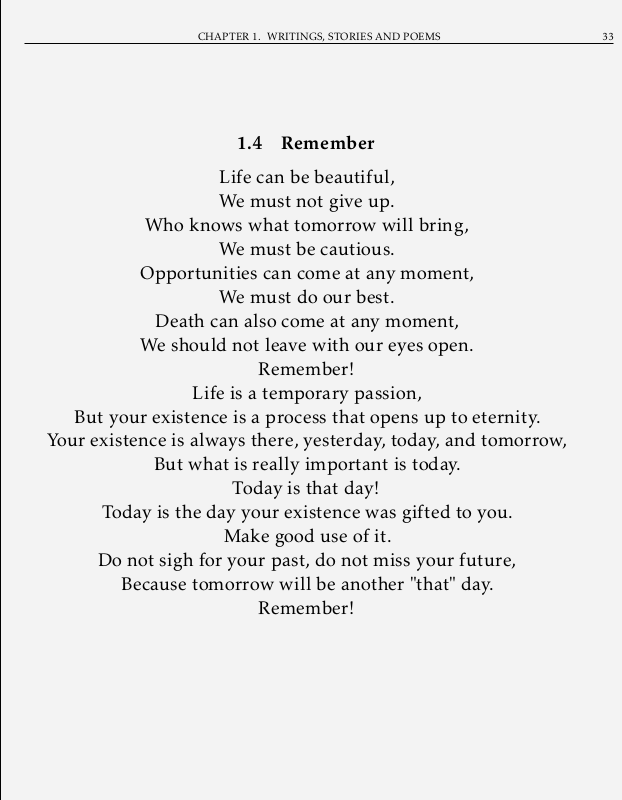 CHAPTER 1. WRITINGS, STORIES AND POEMS 33
1.4 Remember
Life can be beautiful,
We must not give up.
Who knows what tomorrow will bring,
We must be cautious.
Opportunities can come at any moment,
We must do our best.
Death can also come at any moment,
We should not leave with our eyes open.
Remember!
Life is a temporary passion,
But your existence is a process that opens up to eternity.
Your existence is always there, yesterday, today, and tomorrow,
But what is really important is today.
Today is that day!
Today is the day your existence was gifted to you.
Make good use of it.
Do not sigh for your past, do not miss your future,
Because tomorrow will be another "that" day.
Remember!